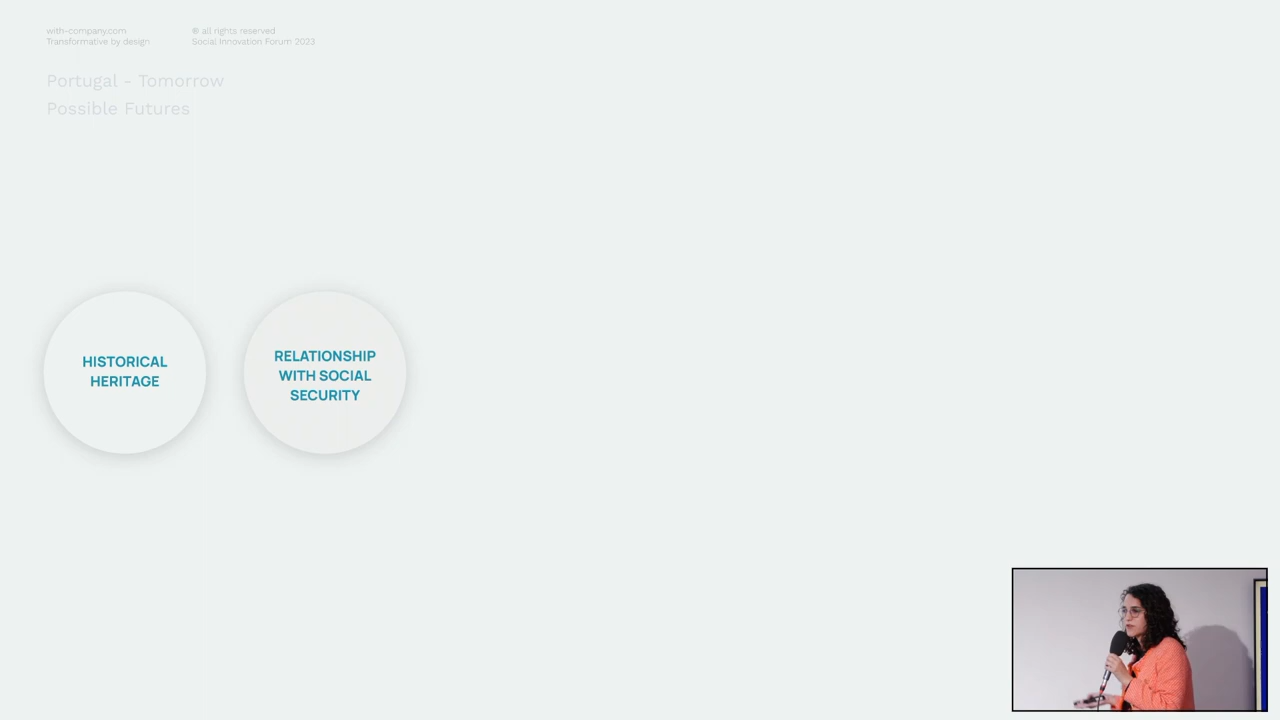 with-company.com
Transformative by design
® all rights reserved
Social Innovation Forum 2023
Portugal - Tomorrow
Possible Futures
HISTORICAL
HERITAGE
RELATIONSHIP
WITH SOCIAL
SECURITY